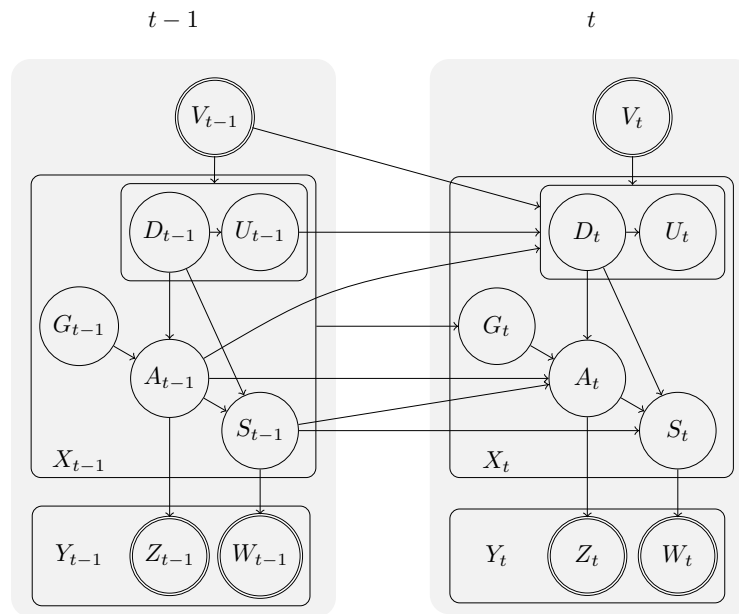 t − 1 t
V_{t−1} V_t
D_{t−1} U_{t−1} D_t U_t
G_{t−1} G_t
A_{t−1} A_t
S_{t−1} S_t
X_{t−1} X_t
Y_{t−1} Z_{t−1} W_{t−1} Y_t Z_t W_t